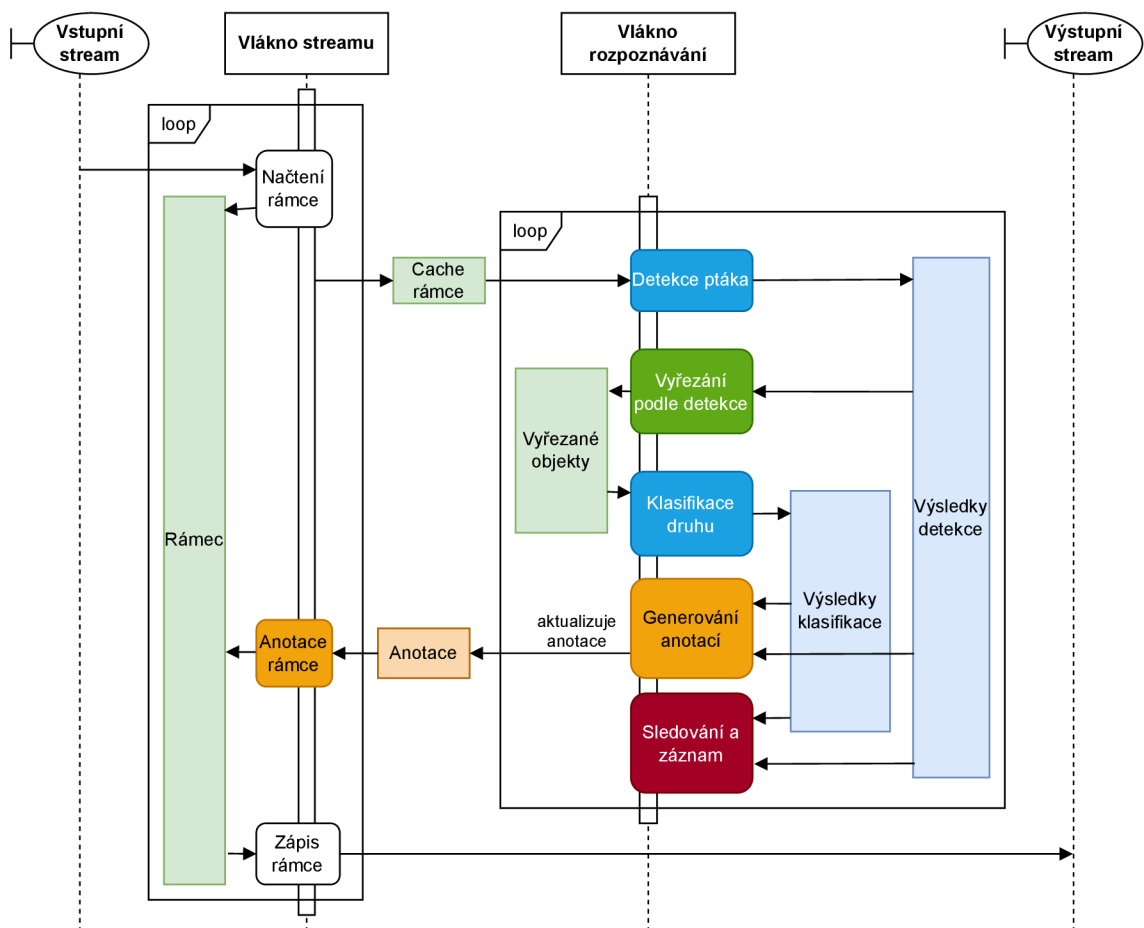 Vstupní
stream
Vlákno streamu
Vlákno
rozpoznávání
Výstupní
stream
loop
Načtení
rámce
loop
Cache
rámce
Detekce ptáka
Vyřezání
podle detekce
Vyřezané
objekty
Klasifikace
druhu
Výsledky
detekce
Rámec
Výsledky
klasifikace
Generování
anotací
aktualizuje
anotace
Anotace
Anotace
rámce
Sledování a
záznam
Zápis
rámce